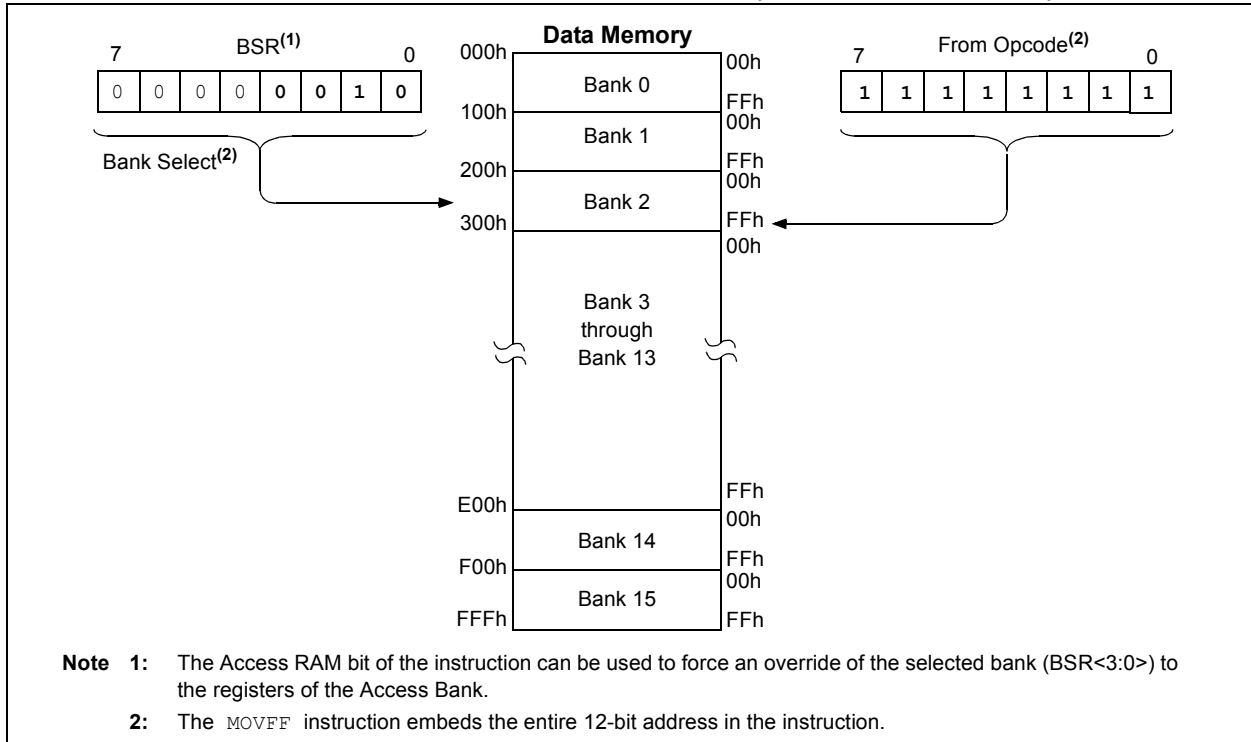 Data Memory
7 BSR(1) 0
0 0 0 0 0 0 1 0
Bank Select(2)
7 From Opcode(2) 0
1 1 1 1 1 1 1 1
000h Bank 0 00h
FFh
100h Bank 1 00h
FFh
200h Bank 2 00h
FFh
300h 00h
Bank 3
through
Bank 13
FFh
E00h Bank 14 00h
FFh
F00h Bank 15 00h
FFFh FFh
Note 1: The Access RAM bit of the instruction can be used to force an override of the selected bank (BSR<3:0>) to
the registers of the Access Bank.
2: The MOVFF instruction embeds the entire 12-bit address in the instruction.